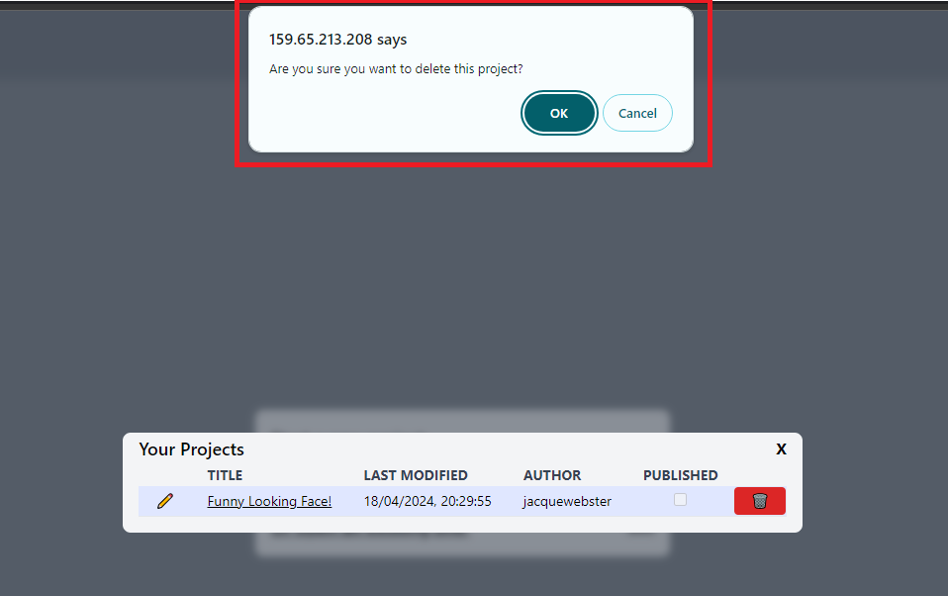 159.65.213.208 says
Are you sure you want to delete this project?
OK Cancel
Your Projects X
TITLE LAST MODIFIED AUTHOR PUBLISHED
Funny Looking Face! 18/04/2024, 20:29:55 jacquewebster